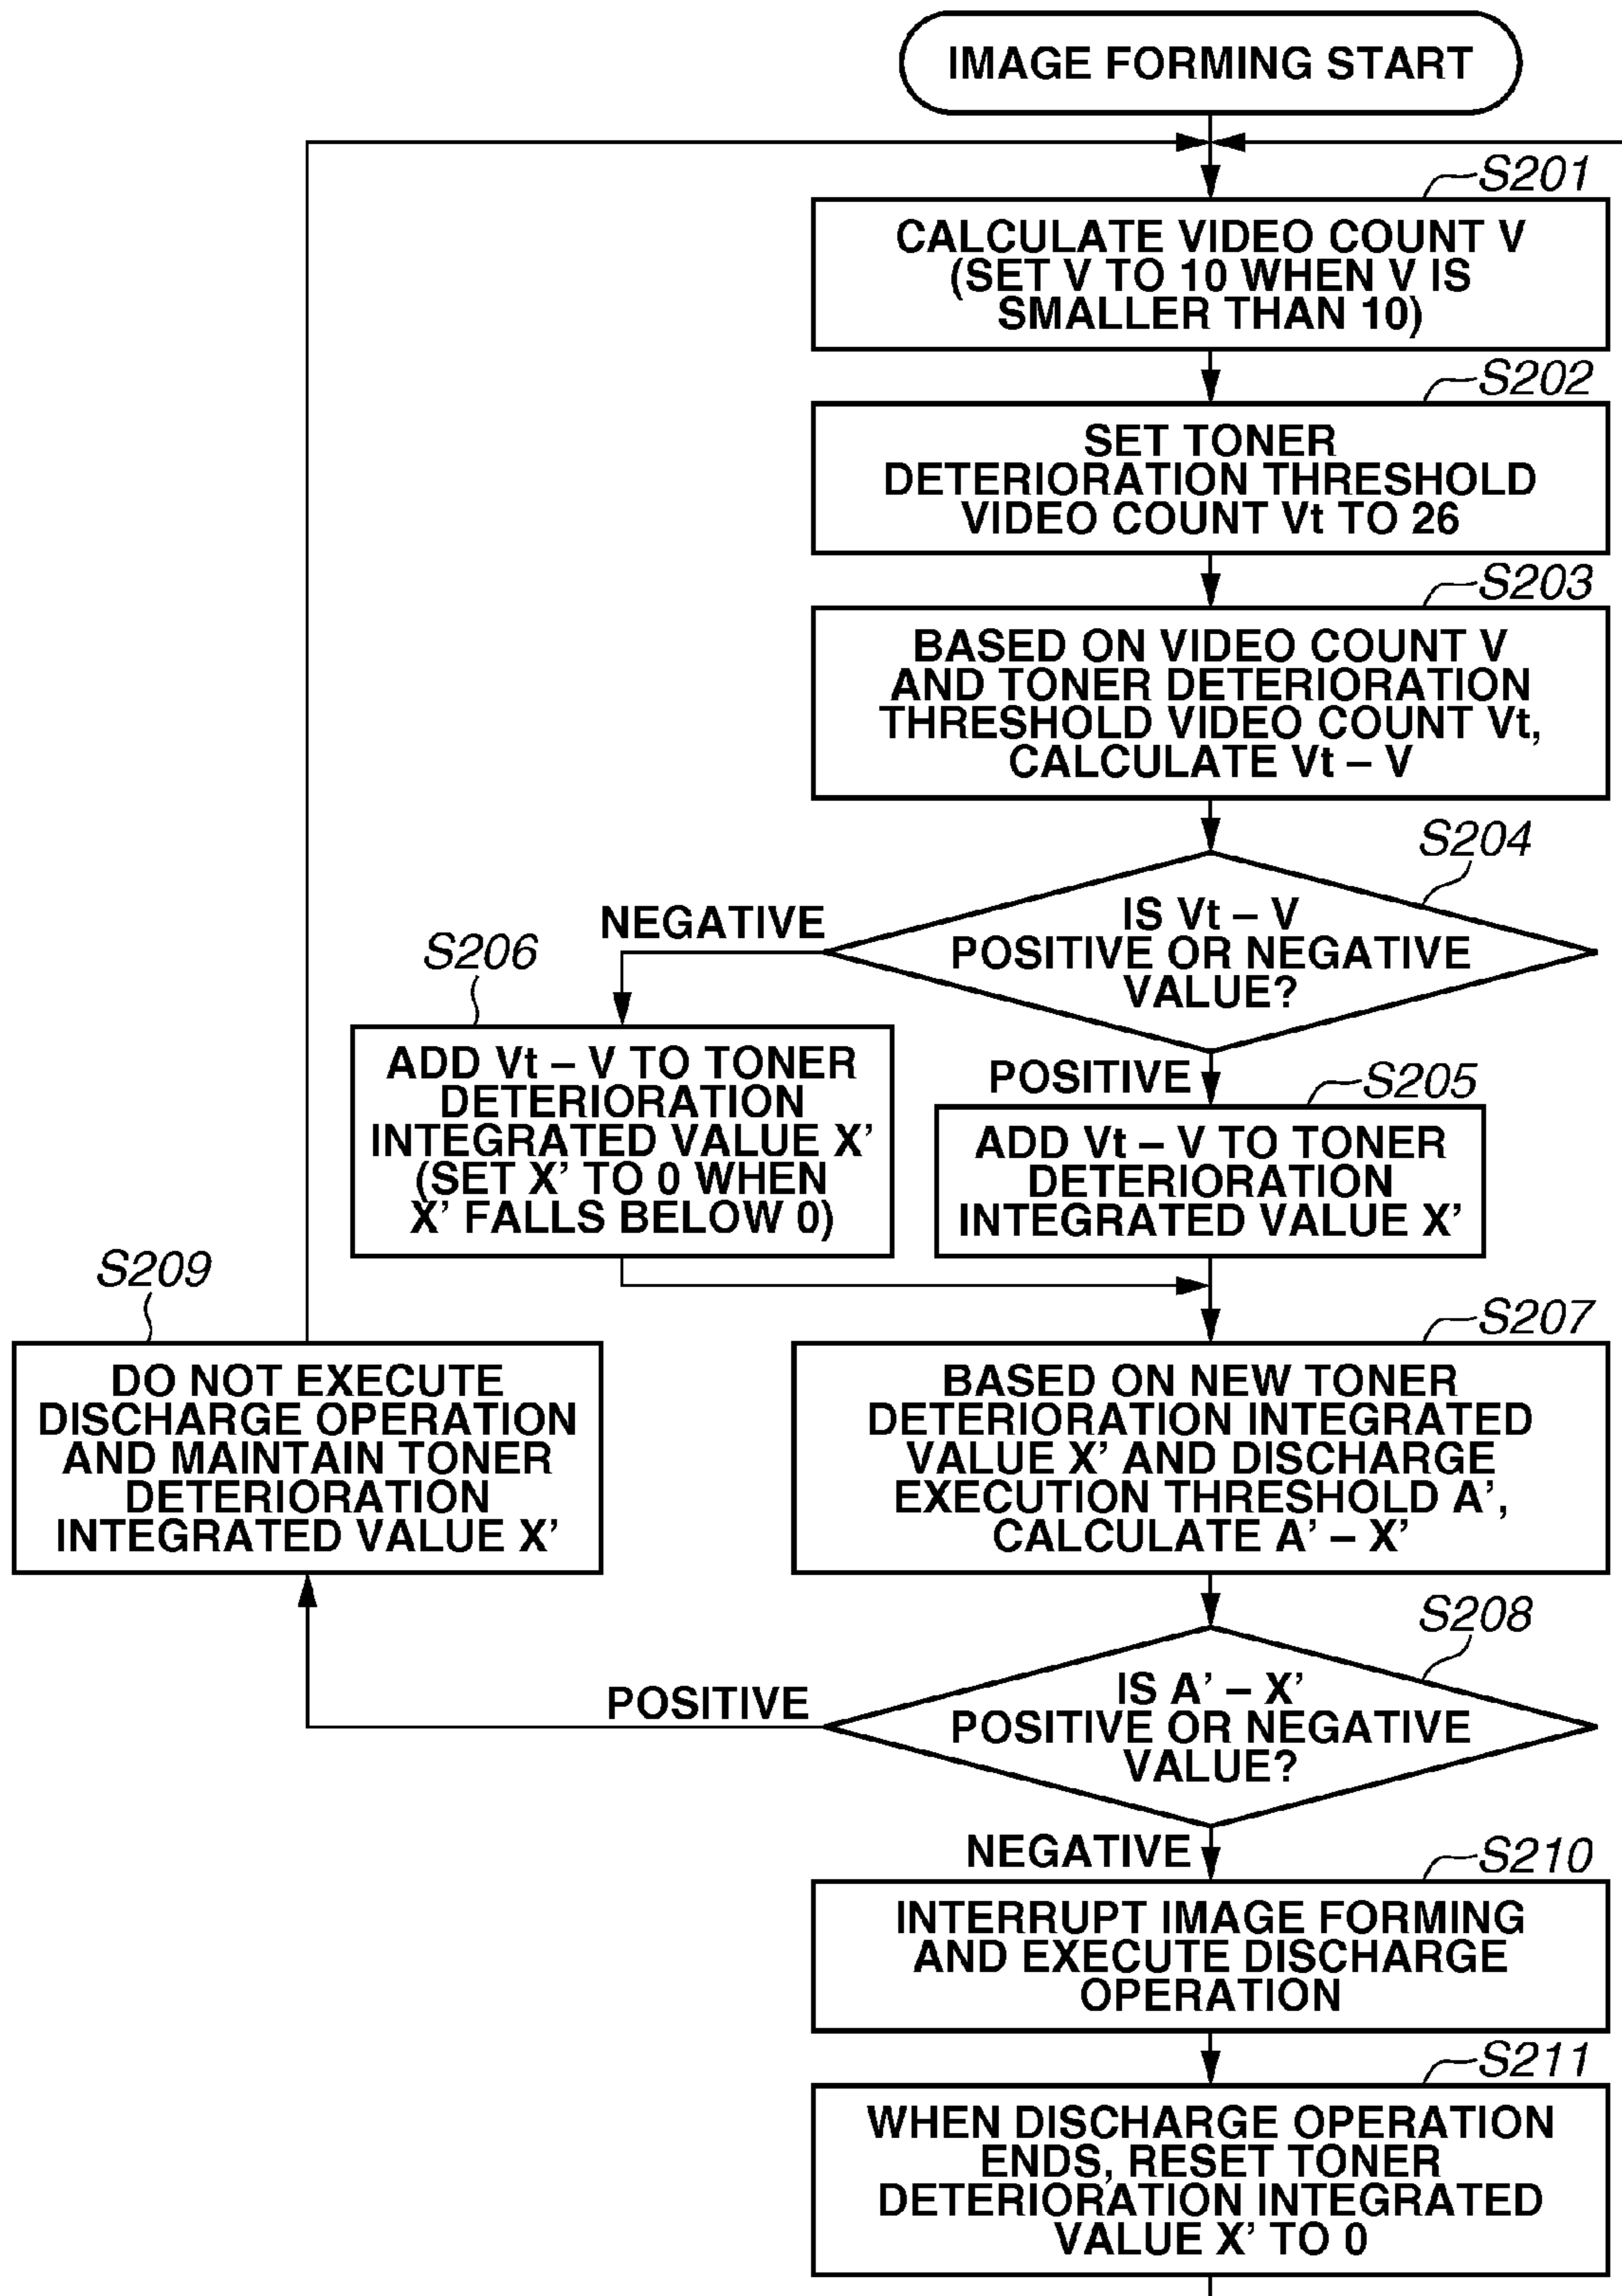 IMAGE FORMING START
S201
CALCULATE VIDEO COUNT V
(SET V TO 10 WHEN V IS
SMALLER THAN 10)
S202
SET TONER
DETERIORATION THRESHOLD
VIDEO COUNT Vt TO 26
S203
BASED ON VIDEO COUNT V
AND TONER DETERIORATION
THRESHOLD VIDEO COUNT Vt,
CALCULATE Vt – V
S204
IS Vt – V
POSITIVE OR NEGATIVE
VALUE?
NEGATIVE
S206
ADD Vt – V TO TONER
DETERIORATION
INTEGRATED VALUE X’
(SET X’ TO 0 WHEN
X’ FALLS BELOW 0)
POSITIVE
S205
ADD Vt – V TO TONER
DETERIORATION
INTEGRATED VALUE X’
S209
DO NOT EXECUTE
DISCHARGE OPERATION
AND MAINTAIN TONER
DETERIORATION
INTEGRATED VALUE X’
S207
BASED ON NEW TONER
DETERIORATION INTEGRATED
VALUE X’ AND DISCHARGE
EXECUTION THRESHOLD A’,
CALCULATE A’ – X’
S208
IS A’ – X’
POSITIVE OR NEGATIVE
VALUE?
POSITIVE
NEGATIVE
S210
INTERRUPT IMAGE FORMING
AND EXECUTE DISCHARGE
OPERATION
S211
WHEN DISCHARGE OPERATION
ENDS, RESET TONER
DETERIORATION INTEGRATED
VALUE X’ TO 0